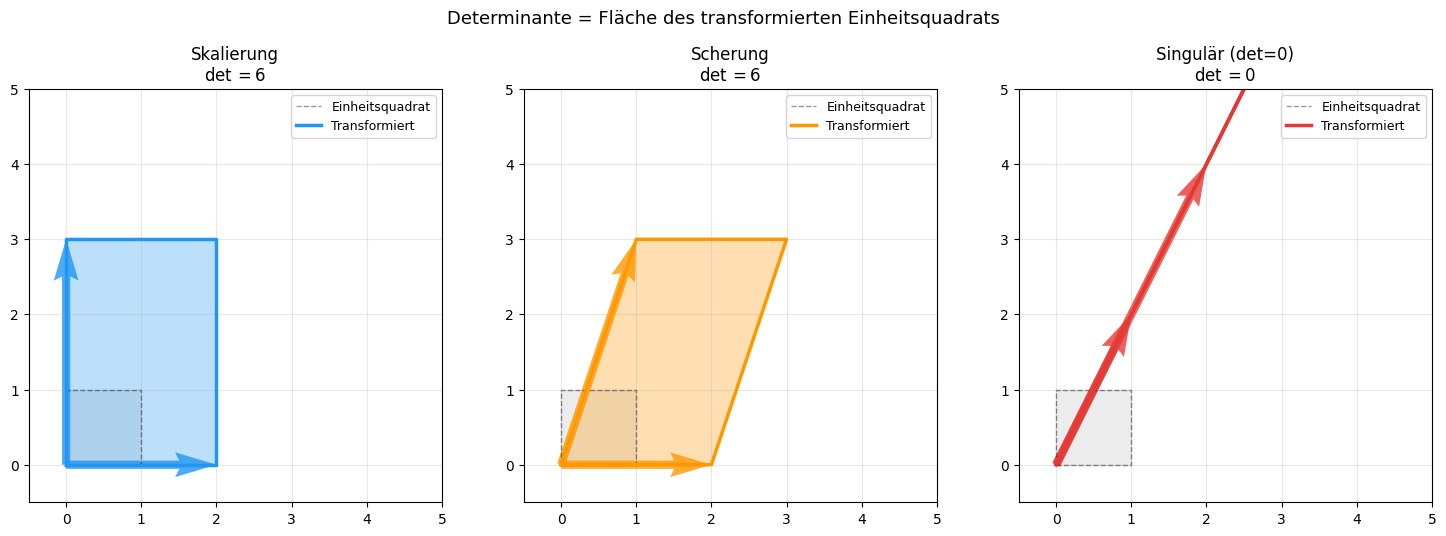 Determinante = Fläche des transformierten Einheitsquadrats
Skalierung
det = 6
Einheitsquadrat
Transformiert
5
4
3
2
1
0
0 1 2 3 4 5
Scherung
det = 6
Einheitsquadrat
Transformiert
5
4
3
2
1
0
0 1 2 3 4 5
Singulär (det=0)
det = 0
Einheitsquadrat
Transformiert
5
4
3
2
1
0
0 1 2 3 4 5